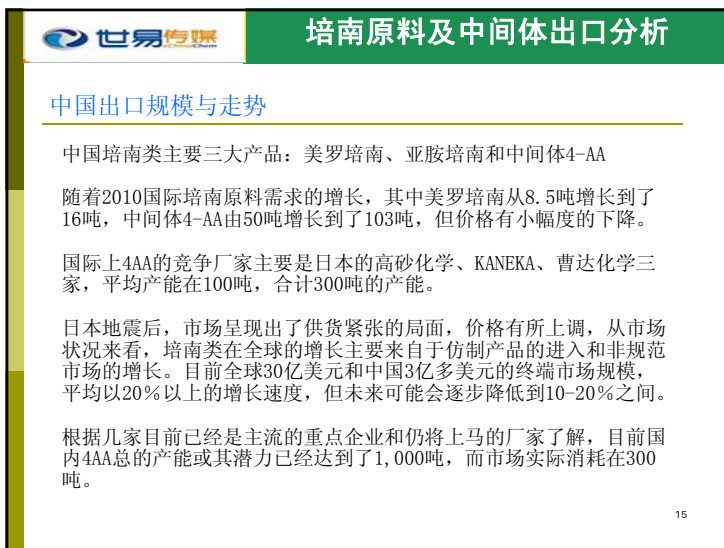 世易传媒
培南原料及中间体出口分析
中国出口规模与走势
中国培南类主要三大产品：美罗培南、亚胺培南和中间体4-AA
随着2010国际培南原料需求的增长，其中美罗培南从8.5吨增长到了
16吨，中间体4-AA由50吨增长到了103吨，但价格有小幅度的下降。
国际上4AA的竞争厂家主要是日本的高砂化学、KANEKA、曹达化学三
家，平均产能在100吨，合计300吨的产能。
日本地震后，市场呈现出了供货紧张的局面，价格有所上调，从市场
状况来看，培南类在全球的增长主要来自于仿制产品的进入和非规范
市场的增长。目前全球30亿美元和中国3亿多美元的终端市场规模，
平均以20％以上的增长速度，但未来可能会逐步降低到10-20％之间。
根据几家目前已经是主流的重点企业和仍将上马的厂家了解，目前国
内4AA总的产能或其潜力已经达到了1,000吨，而市场实际消耗在300
吨。
15